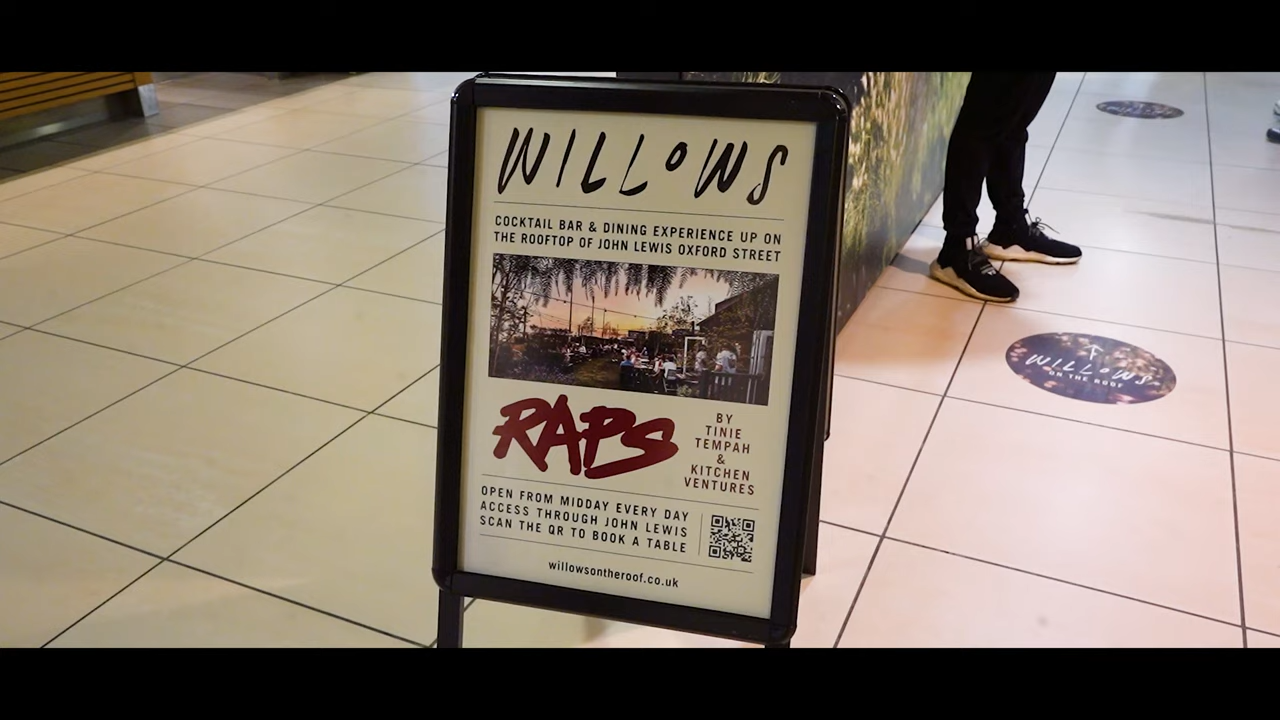 WILLOWS
COCKTAIL BAR & DINING EXPERIENCE UP ON
THE ROOFTOP OF JOHN LEWIS OXFORD STREET
RAPS
BY
TINIE
TEMPAH
&
KITCHEN
VENTURES
OPEN FROM MIDDAY EVERY DAY
ACCESS THROUGH JOHN LEWIS
SCAN THE QR TO BOOK A TABLE
willowsontheroof.co.uk
WILLOWS
ON THE ROOF